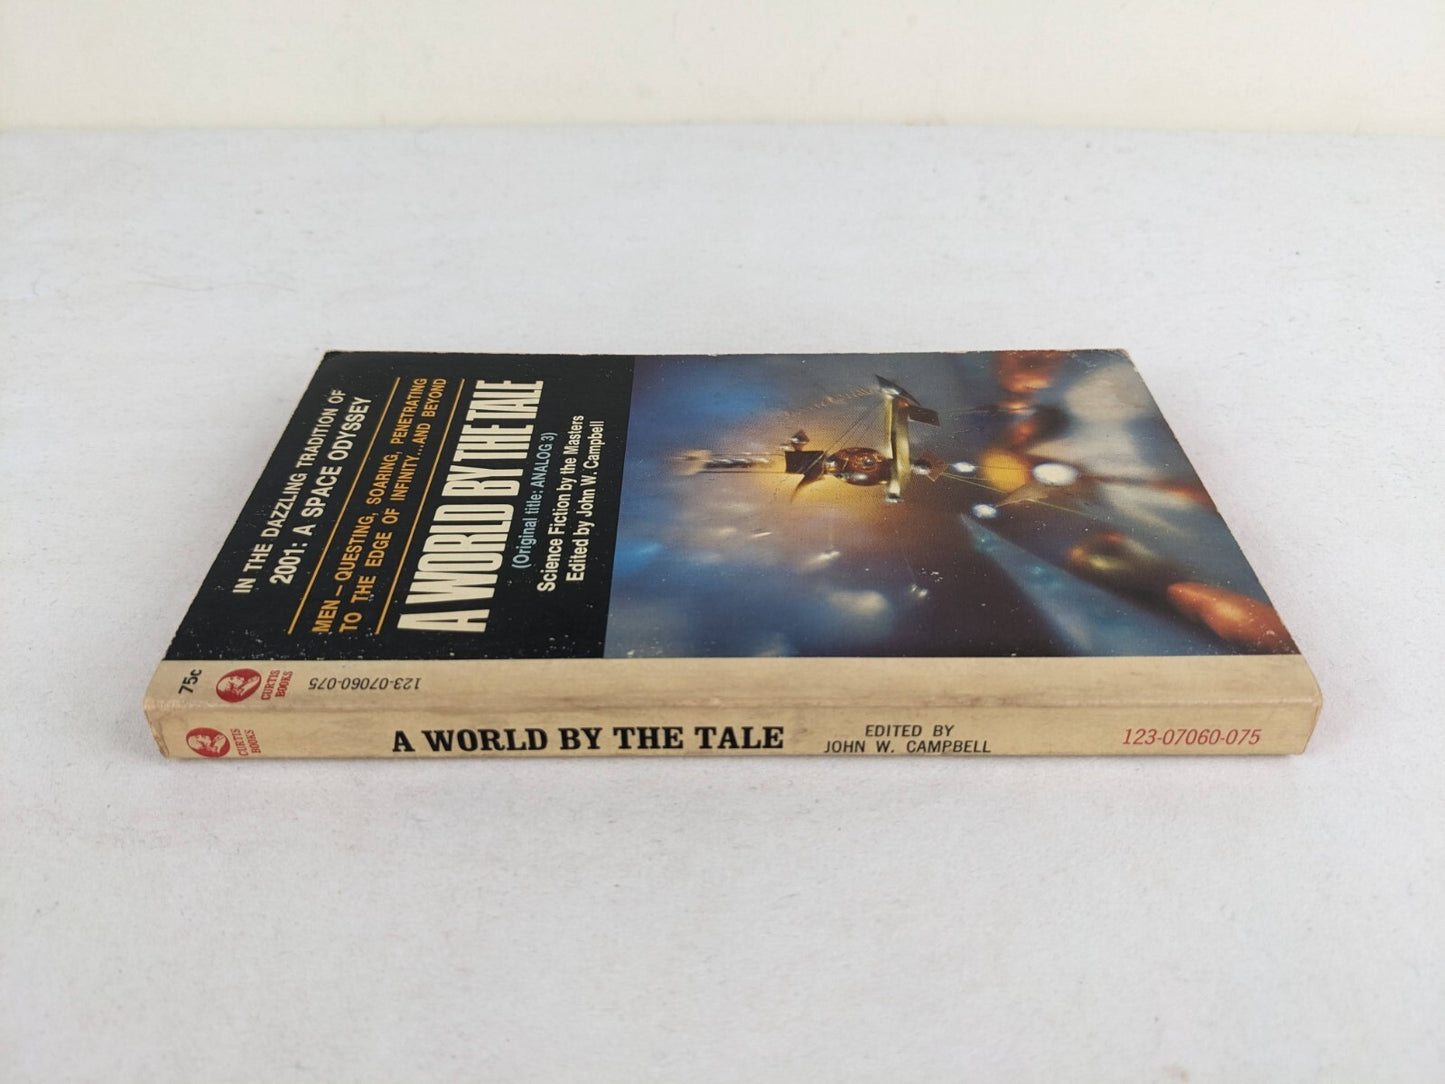 IN THE DAZZLING TRADITION OF
2001: A SPACE ODYSSEY
MEN – QUESTING, SOARING, PENETRATING
TO THE EDGE OF INFINITY...AND BEYOND
A WORLD BY THE TALE
(Original title: ANALOG 3)
Science Fiction by the Masters
Edited by John W. Campbell
75c
CURTIS
BOOKS
123-07060-075
CURTIS
BOOKS
A WORLD BY THE TALE
EDITED BY
JOHN W. CAMPBELL
123-07060-075